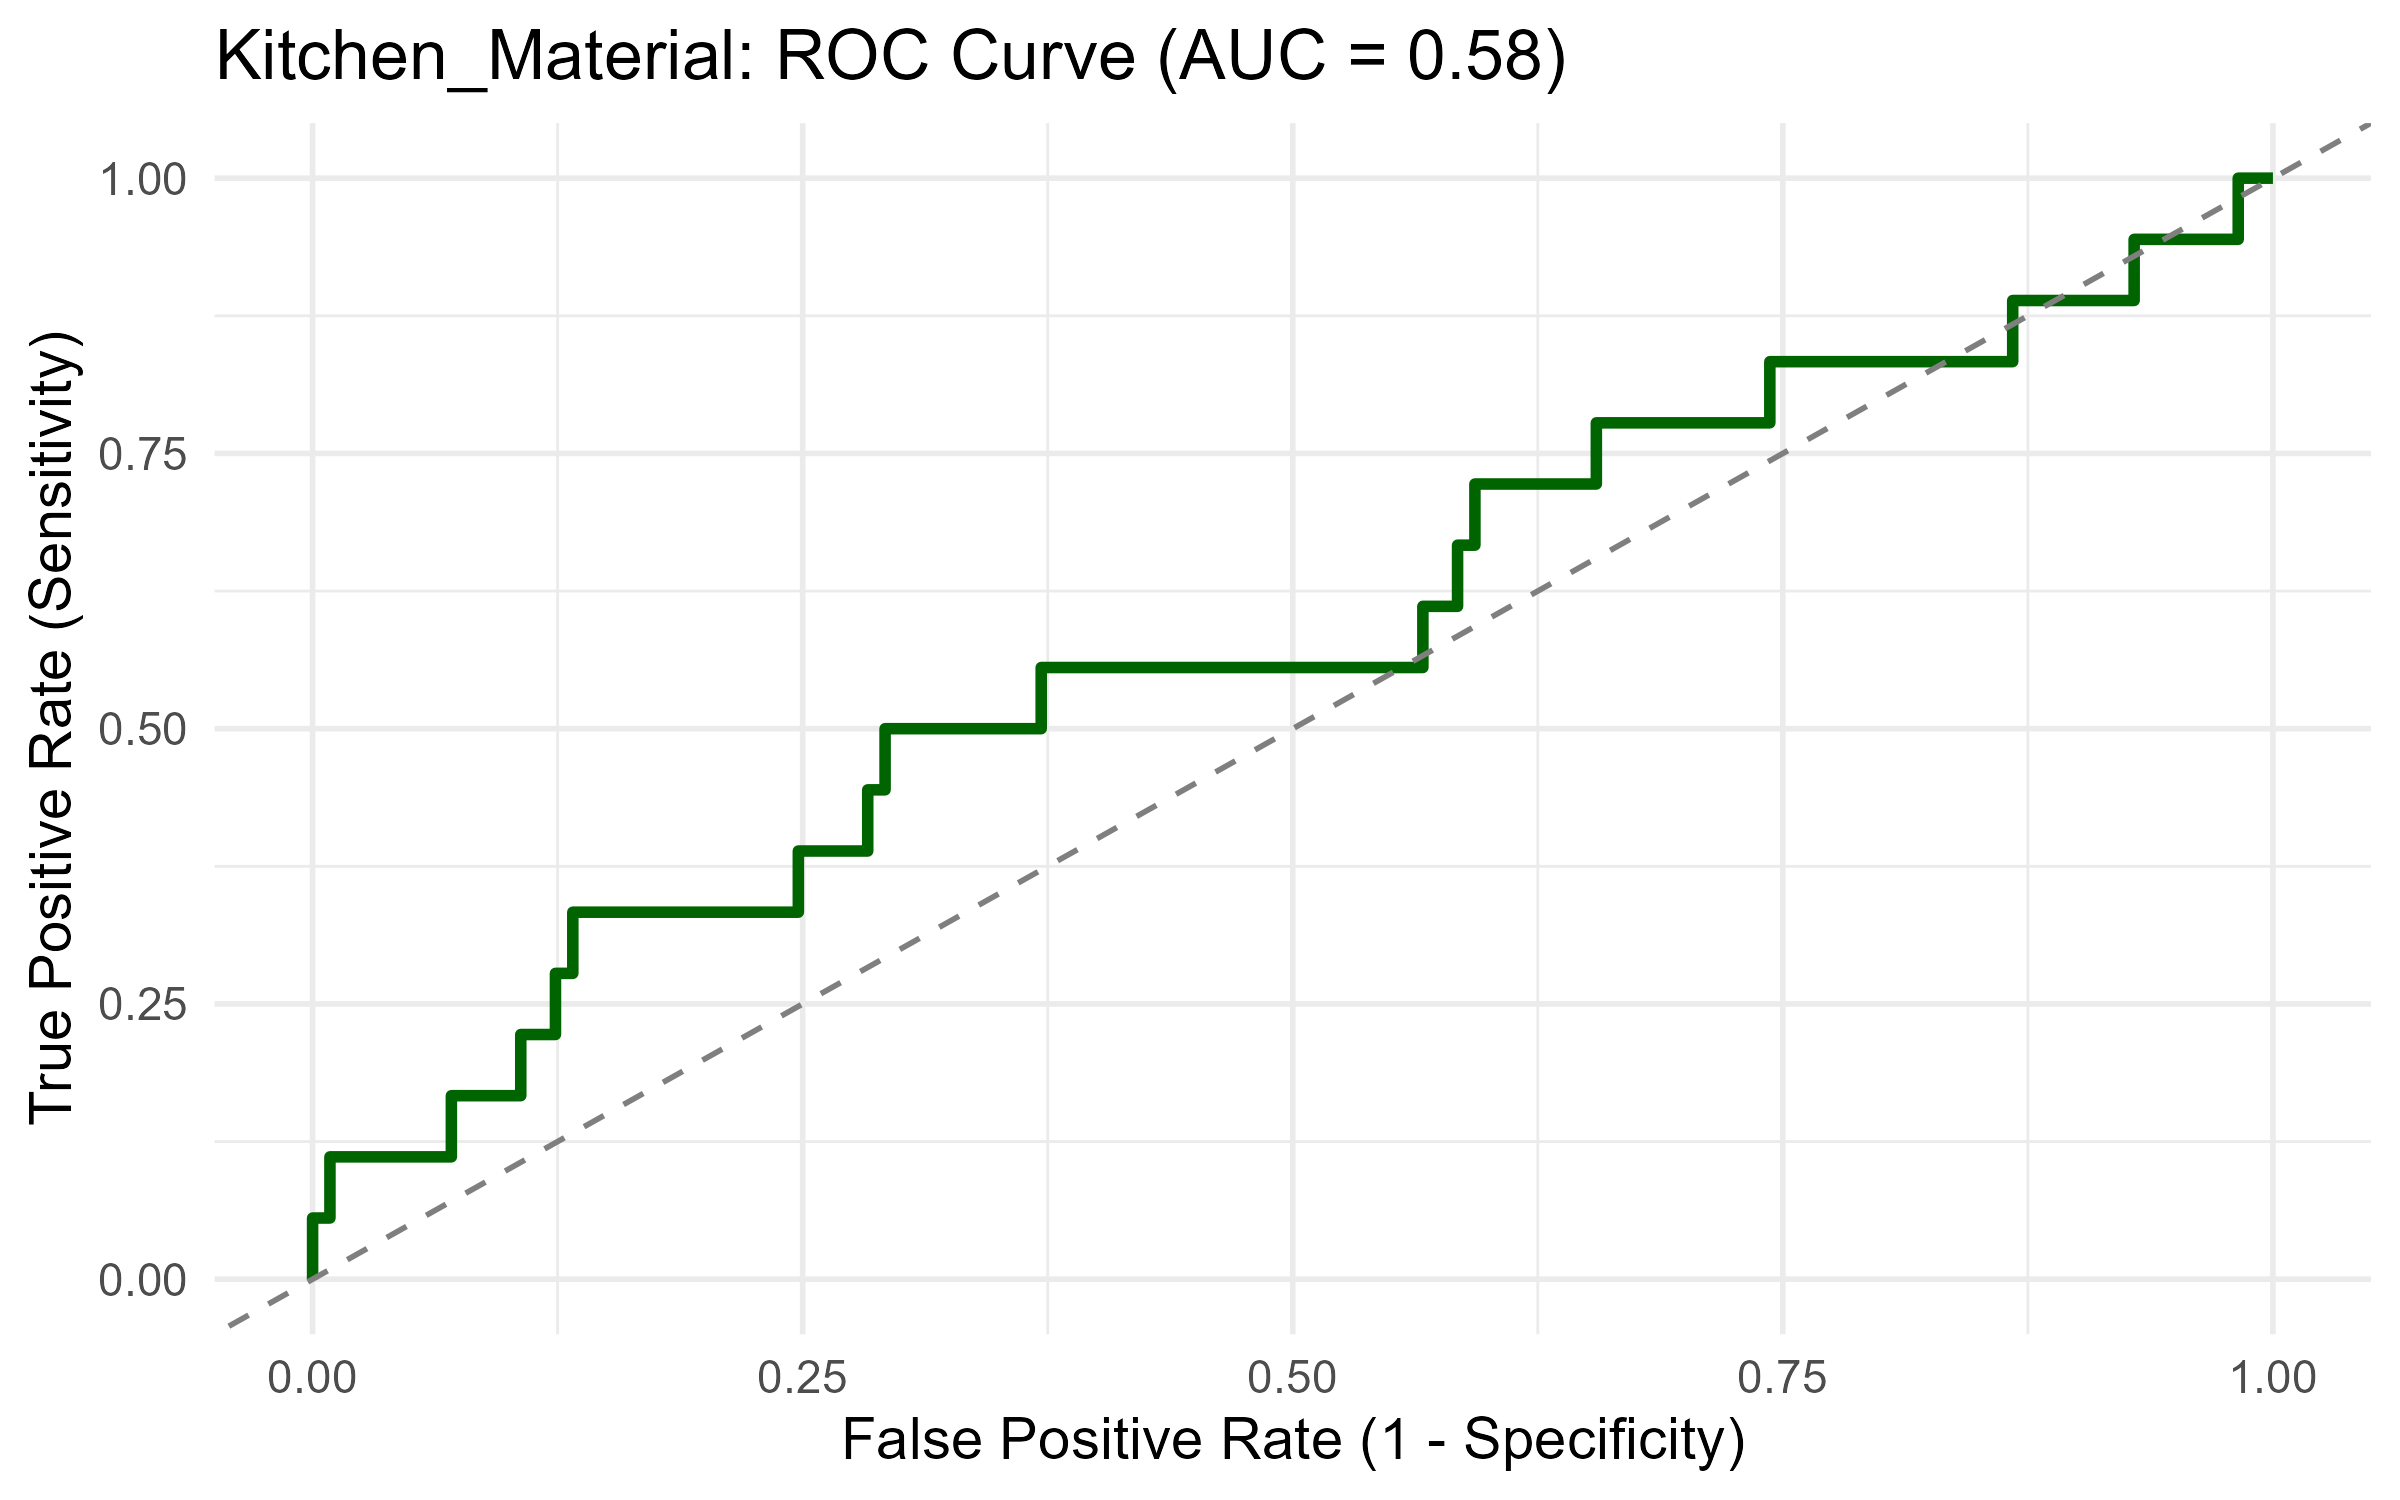 Kitchen_Material: ROC Curve (AUC = 0.58)
True Positive Rate (Sensitivity)
1.00
0.75
0.50
0.25
0.00
0.00 0.25 0.50 0.75 1.00
False Positive Rate (1 - Specificity)